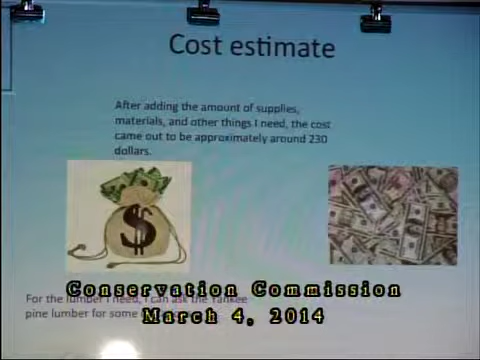 Cost estimate
After adding the amount of supplies,
materials, and other things I need, the cost
came out to be approximately around 230
dollars.
$
Conservation Commission
For the lumber I need, I can ask the Yankee
pine lumber for some
March 4, 2014